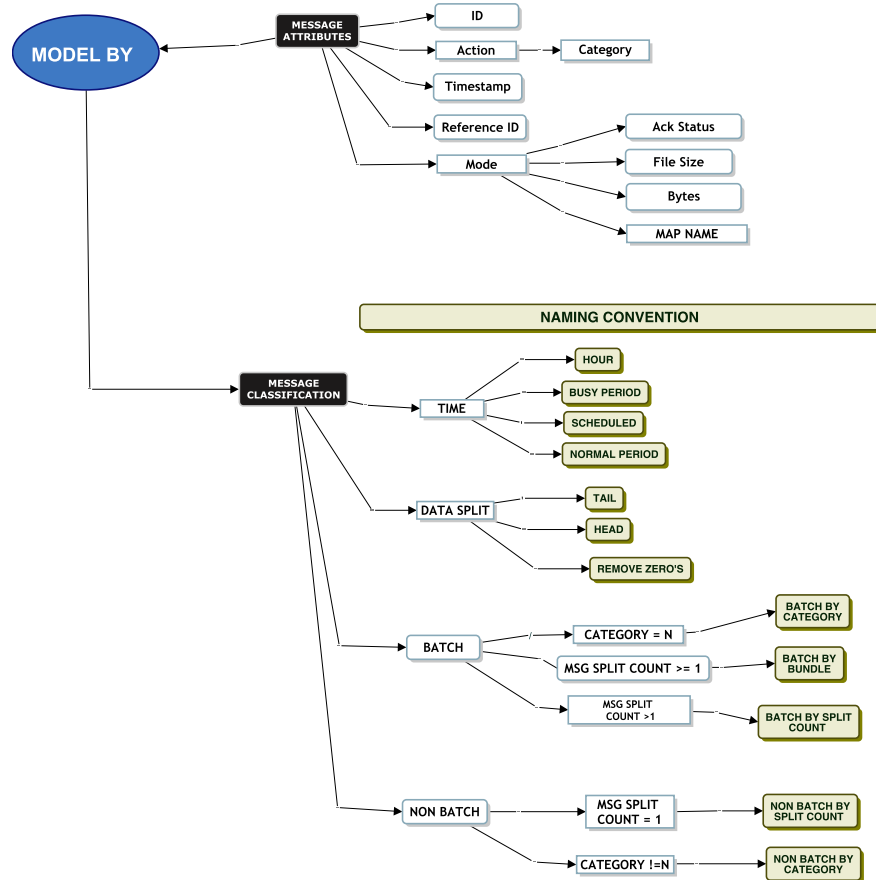 MODEL BY
MESSAGE
ATTRIBUTES
ID
Action
Category
Timestamp
Reference ID
Mode
Ack Status
File Size
Bytes
MAP NAME
NAMING CONVENTION
MESSAGE
CLASSIFICATION
TIME
HOUR
BUSY PERIOD
SCHEDULED
NORMAL PERIOD
DATA SPLIT
TAIL
HEAD
REMOVE ZERO'S
BATCH
CATEGORY = N
BATCH BY
CATEGORY
MSG SPLIT COUNT >= 1
BATCH BY
BUNDLE
MSG SPLIT
COUNT >1
BATCH BY SPLIT
COUNT
NON BATCH
MSG SPLIT
COUNT = 1
NON BATCH BY
SPLIT COUNT
CATEGORY !=N
NON BATCH BY
CATEGORY